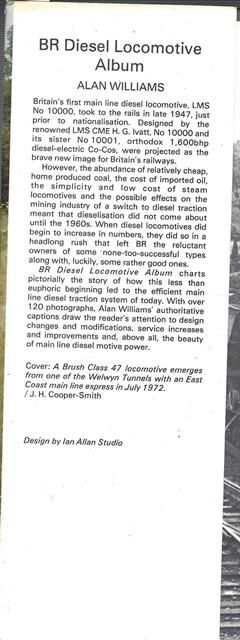 BR Diesel Locomotive
Album
ALAN WILLIAMS
Britain's first main line diesel locomotive, LMS
No 10000, took to the rails in late 1947, just
prior to nationalisation. Designed by the
renowned LMS CME H. G. Ivatt, No 10000 and
its sister No 10001, orthodox 1,600bhp
diesel-electric Co-Cos, were projected as the
brave new image for Britain's railways.
However, the abundance of relatively cheap,
home produced coal, the cost of imported oil,
the simplicity and low cost of steam
locomotives and the possible effects on the
mining industry of a switch to diesel traction
meant that dieselisation did not come about
until the 1960s. When diesel locomotives did
begin to increase in numbers, they did so in a
headlong rush that left BR the reluctant
owners of some none-too-successful types
along with, luckily, some rather good ones.
BR Diesel Locomotive Album charts
pictorially the story of how this less than
euphoric beginning led to the efficient main
line diesel traction system of today. With over
120 photographs, Alan Williams' authoritative
captions draw the reader's attention to design
changes and modifications, service increases
and improvements and, above all, the beauty
of main line diesel motive power.
Cover: A Brush Class 47 locomotive emerges
from one of the Welwyn Tunnels with an East
Coast main line express in July 1972.
/ J. H. Cooper-Smith
Design by Ian Allan Studio